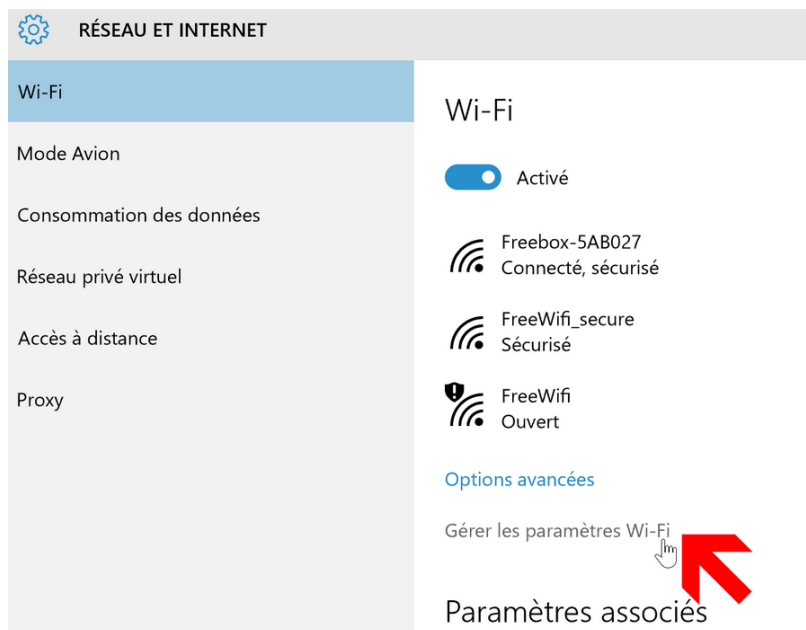 RÉSEAU ET INTERNET
Wi-Fi
Mode Avion
Consommation des données
Réseau privé virtuel
Accès à distance
Proxy
Wi-Fi
Activé
Freebox-5AB027
Connecté, sécurisé
FreeWifi_secure
Sécurisé
FreeWifi
Ouvert
Options avancées
Gérer les paramètres Wi-Fi
Paramètres associés